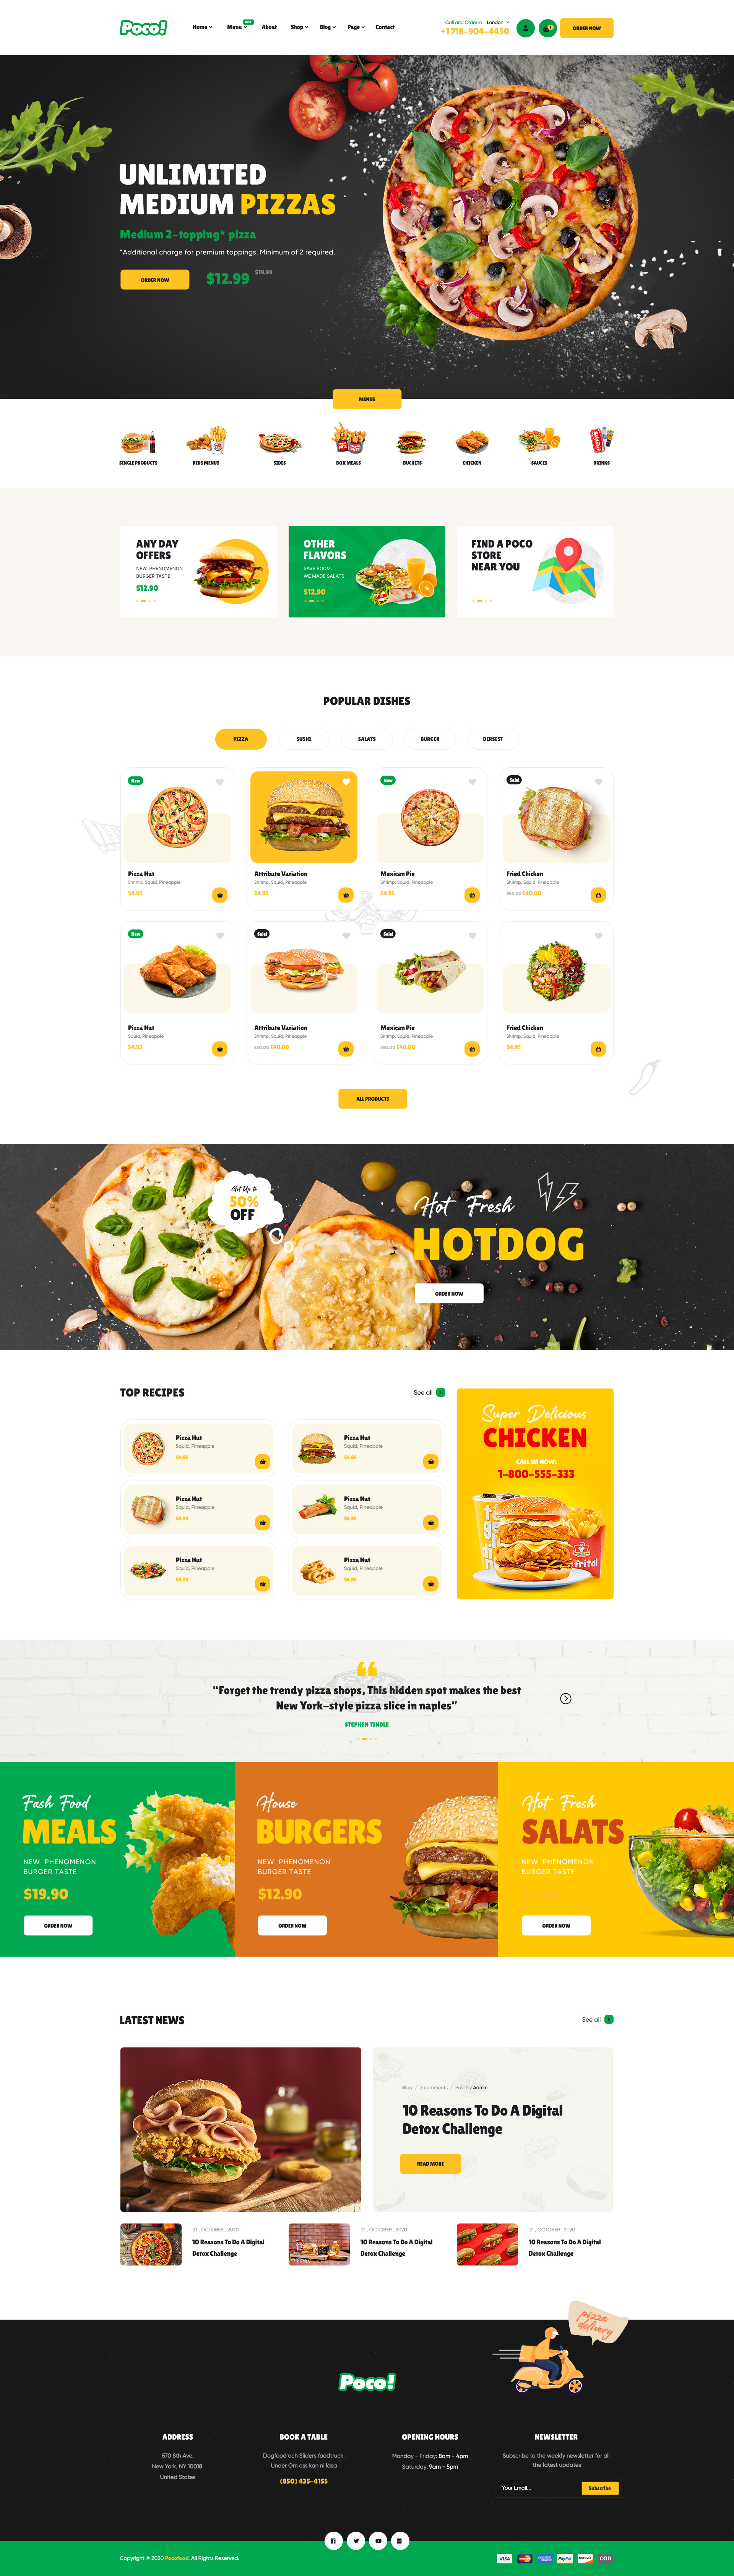 Poco!
Home
Menu
HOT
About
Shop
Blog
Page
Contact
Call and Order in London
+1 718-904-4450
1
ORDER NOW
UNLIMITED
MEDIUM PIZZAS
Medium 2-topping* pizza
*Additional charge for premium toppings. Minimum of 2 required.
ORDER NOW
$12.99
$19.99
MENUS
SINGLE PRODUCTS
KIDS MENUS
SIDES
BOX MEALS
BUCKETS
CHICKEN
SAUCES
DRINKS
ANY DAY
OFFERS
NEW PHENOMENON
BURGER TASTE
$12.90
OTHER
FLAVORS
SAVE ROOM.
WE MADE SALATS
$12.90
FIND A POCO
STORE
NEAR YOU
POPULAR DISHES
PIZZA
SUSHI
SALATS
BURGER
DERSEST
New
Pizza Hut
Shrimp, Squid, Pineapple
$4.95
Attribute Variation
Shrimp, Squid, Pineapple
$4.95
New
Mexican Pie
Shrimp, Squid, Pineapple
$4.95
Sale!
Fried Chicken
Shrimp, Squid, Pineapple
£50.00 £40.00
New
Pizza Hut
Squid, Pineapple
$4.95
Sale!
Attribute Variation
Shrimp, Squid, Pineapple
£50.00 £40.00
Sale!
Mexican Pie
Shrimp, Squid, Pineapple
£50.00 £40.00
Fried Chicken
Shrimp, Squid, Pineapple
$4.95
ALL PRODUCTS
Get Up to
50%
OFF
Hot Fresh
HOTDOG
ORDER NOW
TOP RECIPES
See all
Pizza Hut
Squid, Pineapple
$4.95
Pizza Hut
Squid, Pineapple
$4.95
Pizza Hut
Squid, Pineapple
$4.95
Pizza Hut
Squid, Pineapple
$4.95
Pizza Hut
Squid, Pineapple
$4.95
Pizza Hut
Squid, Pineapple
$4.95
Super Delicious
CHICKEN
CALL US NOW:
1-800-555-333
“Forget the trendy pizza shops, This hidden spot makes the best
New York-style pizza slice in naples”
STEPHEN TINDLE
Fash Food
MEALS
NEW PHENOMENON
BURGER TASTE
$19.90
ORDER NOW
House
BURGERS
NEW PHENOMENON
BURGER TASTE
$12.90
ORDER NOW
Hot Fresh
SALATS
NEW PHENOMENON
BURGER TASTE
ORDER NOW
LATEST NEWS
See all
Blog / 3 comments / Post by Admin
10 Reasons To Do A Digital
Detox Challenge
READ MORE
21, OCTOBER, 2020
10 Reasons To Do A Digital
Detox Challenge
21, OCTOBER, 2020
10 Reasons To Do A Digital
Detox Challenge
21, OCTOBER, 2020
10 Reasons To Do A Digital
Detox Challenge
pizza
delivery
Poco!
ADDRESS
570 8th Ave,
New York, NY 10018
United States
BOOK A TABLE
Dogfood och Sliders foodtruck.
Under Om oss kan ni läsa
(850) 435-4155
OPENING HOURS
Monday - Friday: 8am - 4pm
Saturday: 9am - 5pm
NEWSLETTER
Subscribe to the weekly newsletter for all
the latest updates
Your Email...
Subscribe
Copyright © 2020 Pocofood. All Rights Reserved.
VISA
PayPal
COD